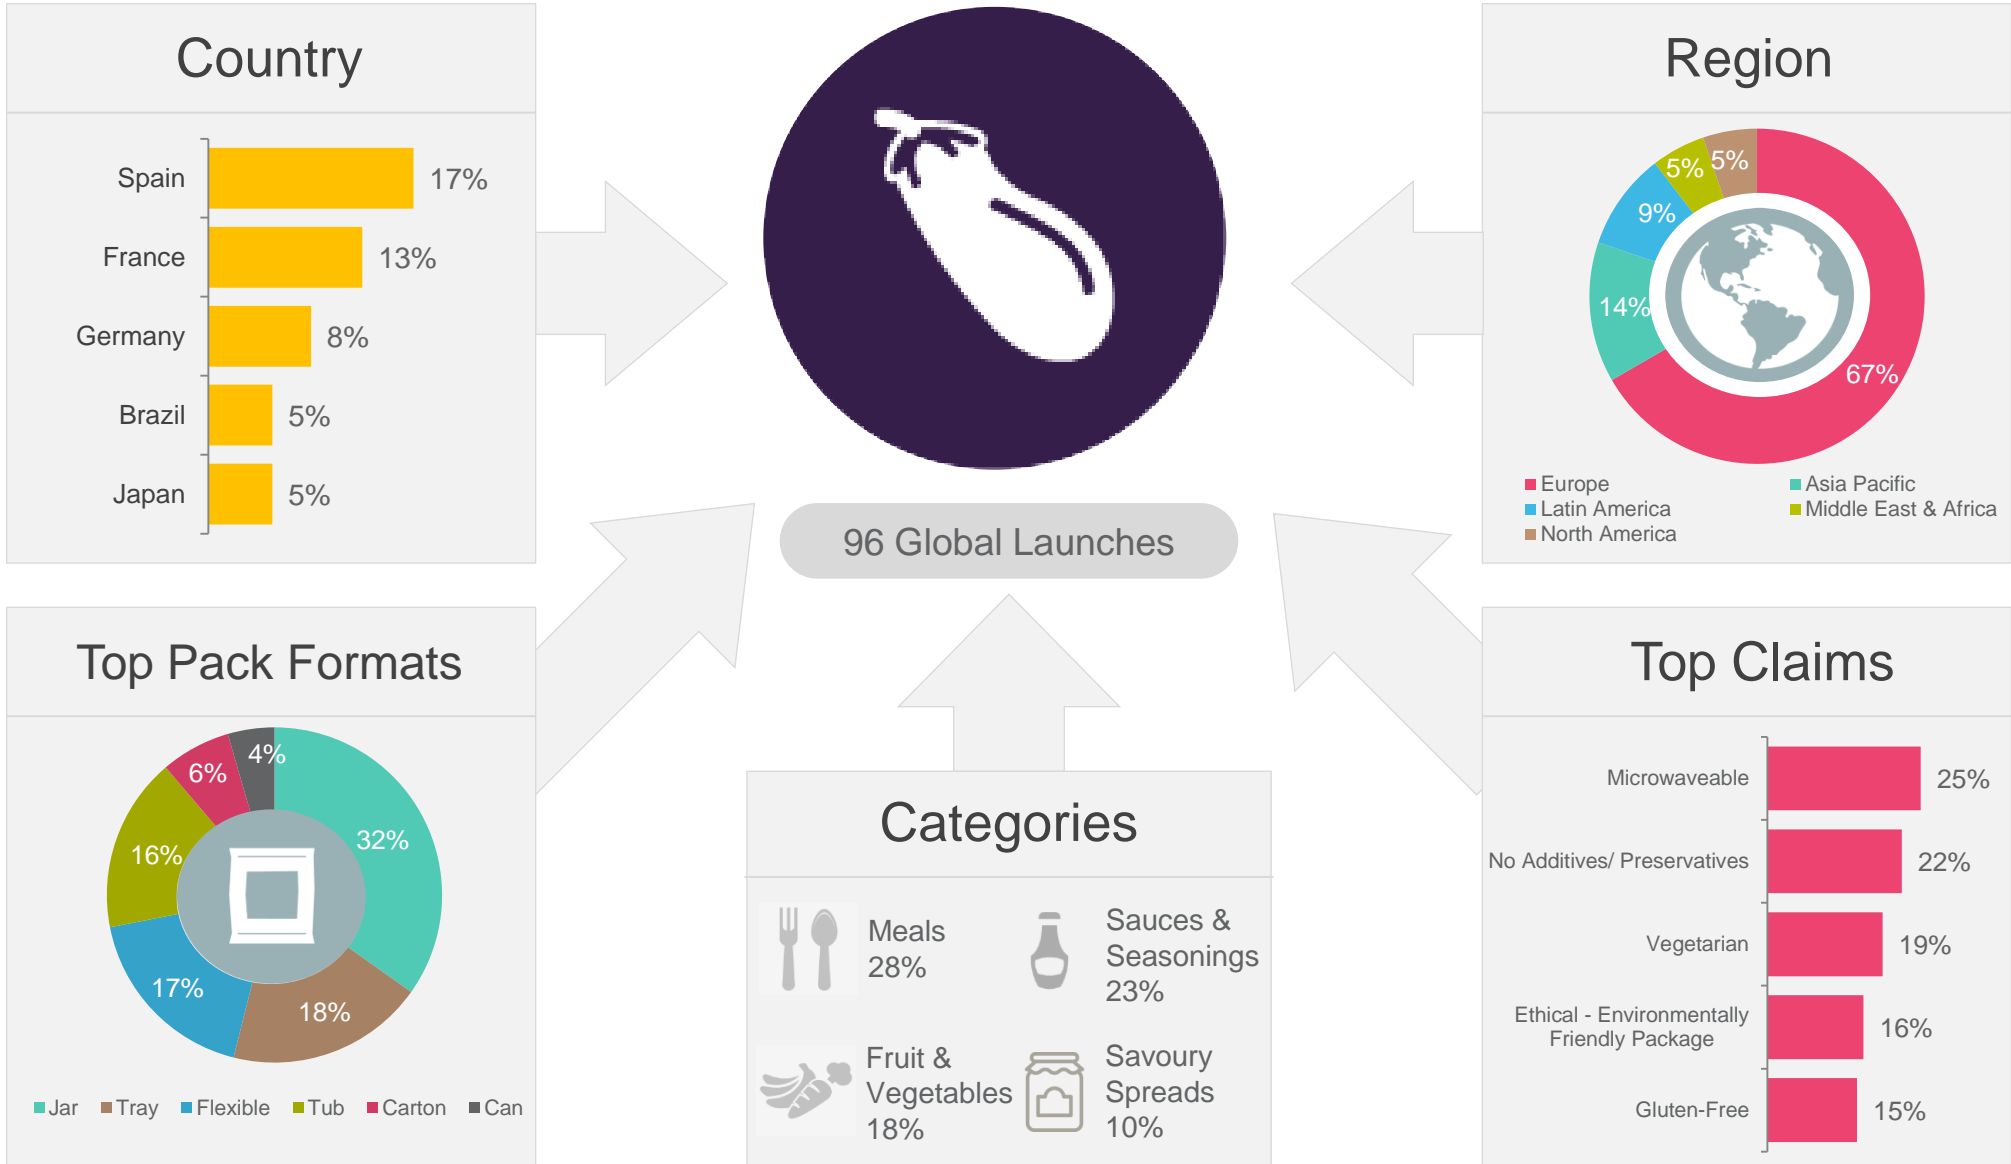 Country
Spain 17%
France 13%
Germany 8%
Brazil 5%
Japan 5%
96 Global Launches
Region
5% 5%
9%
14%
67%
Europe Asia Pacific
Latin America Middle East & Africa
North America
Top Pack Formats
4%
6%
32%
16%
17%
18%
Jar Tray Flexible Tub Carton Can
Categories
Meals
28%
Sauces &
Seasonings
23%
Fruit &
Vegetables
18%
Savoury
Spreads
10%
Top Claims
Microwaveable 25%
No Additives/ Preservatives 22%
Vegetarian 19%
Ethical - Environmentally
Friendly Package 16%
Gluten-Free 15%